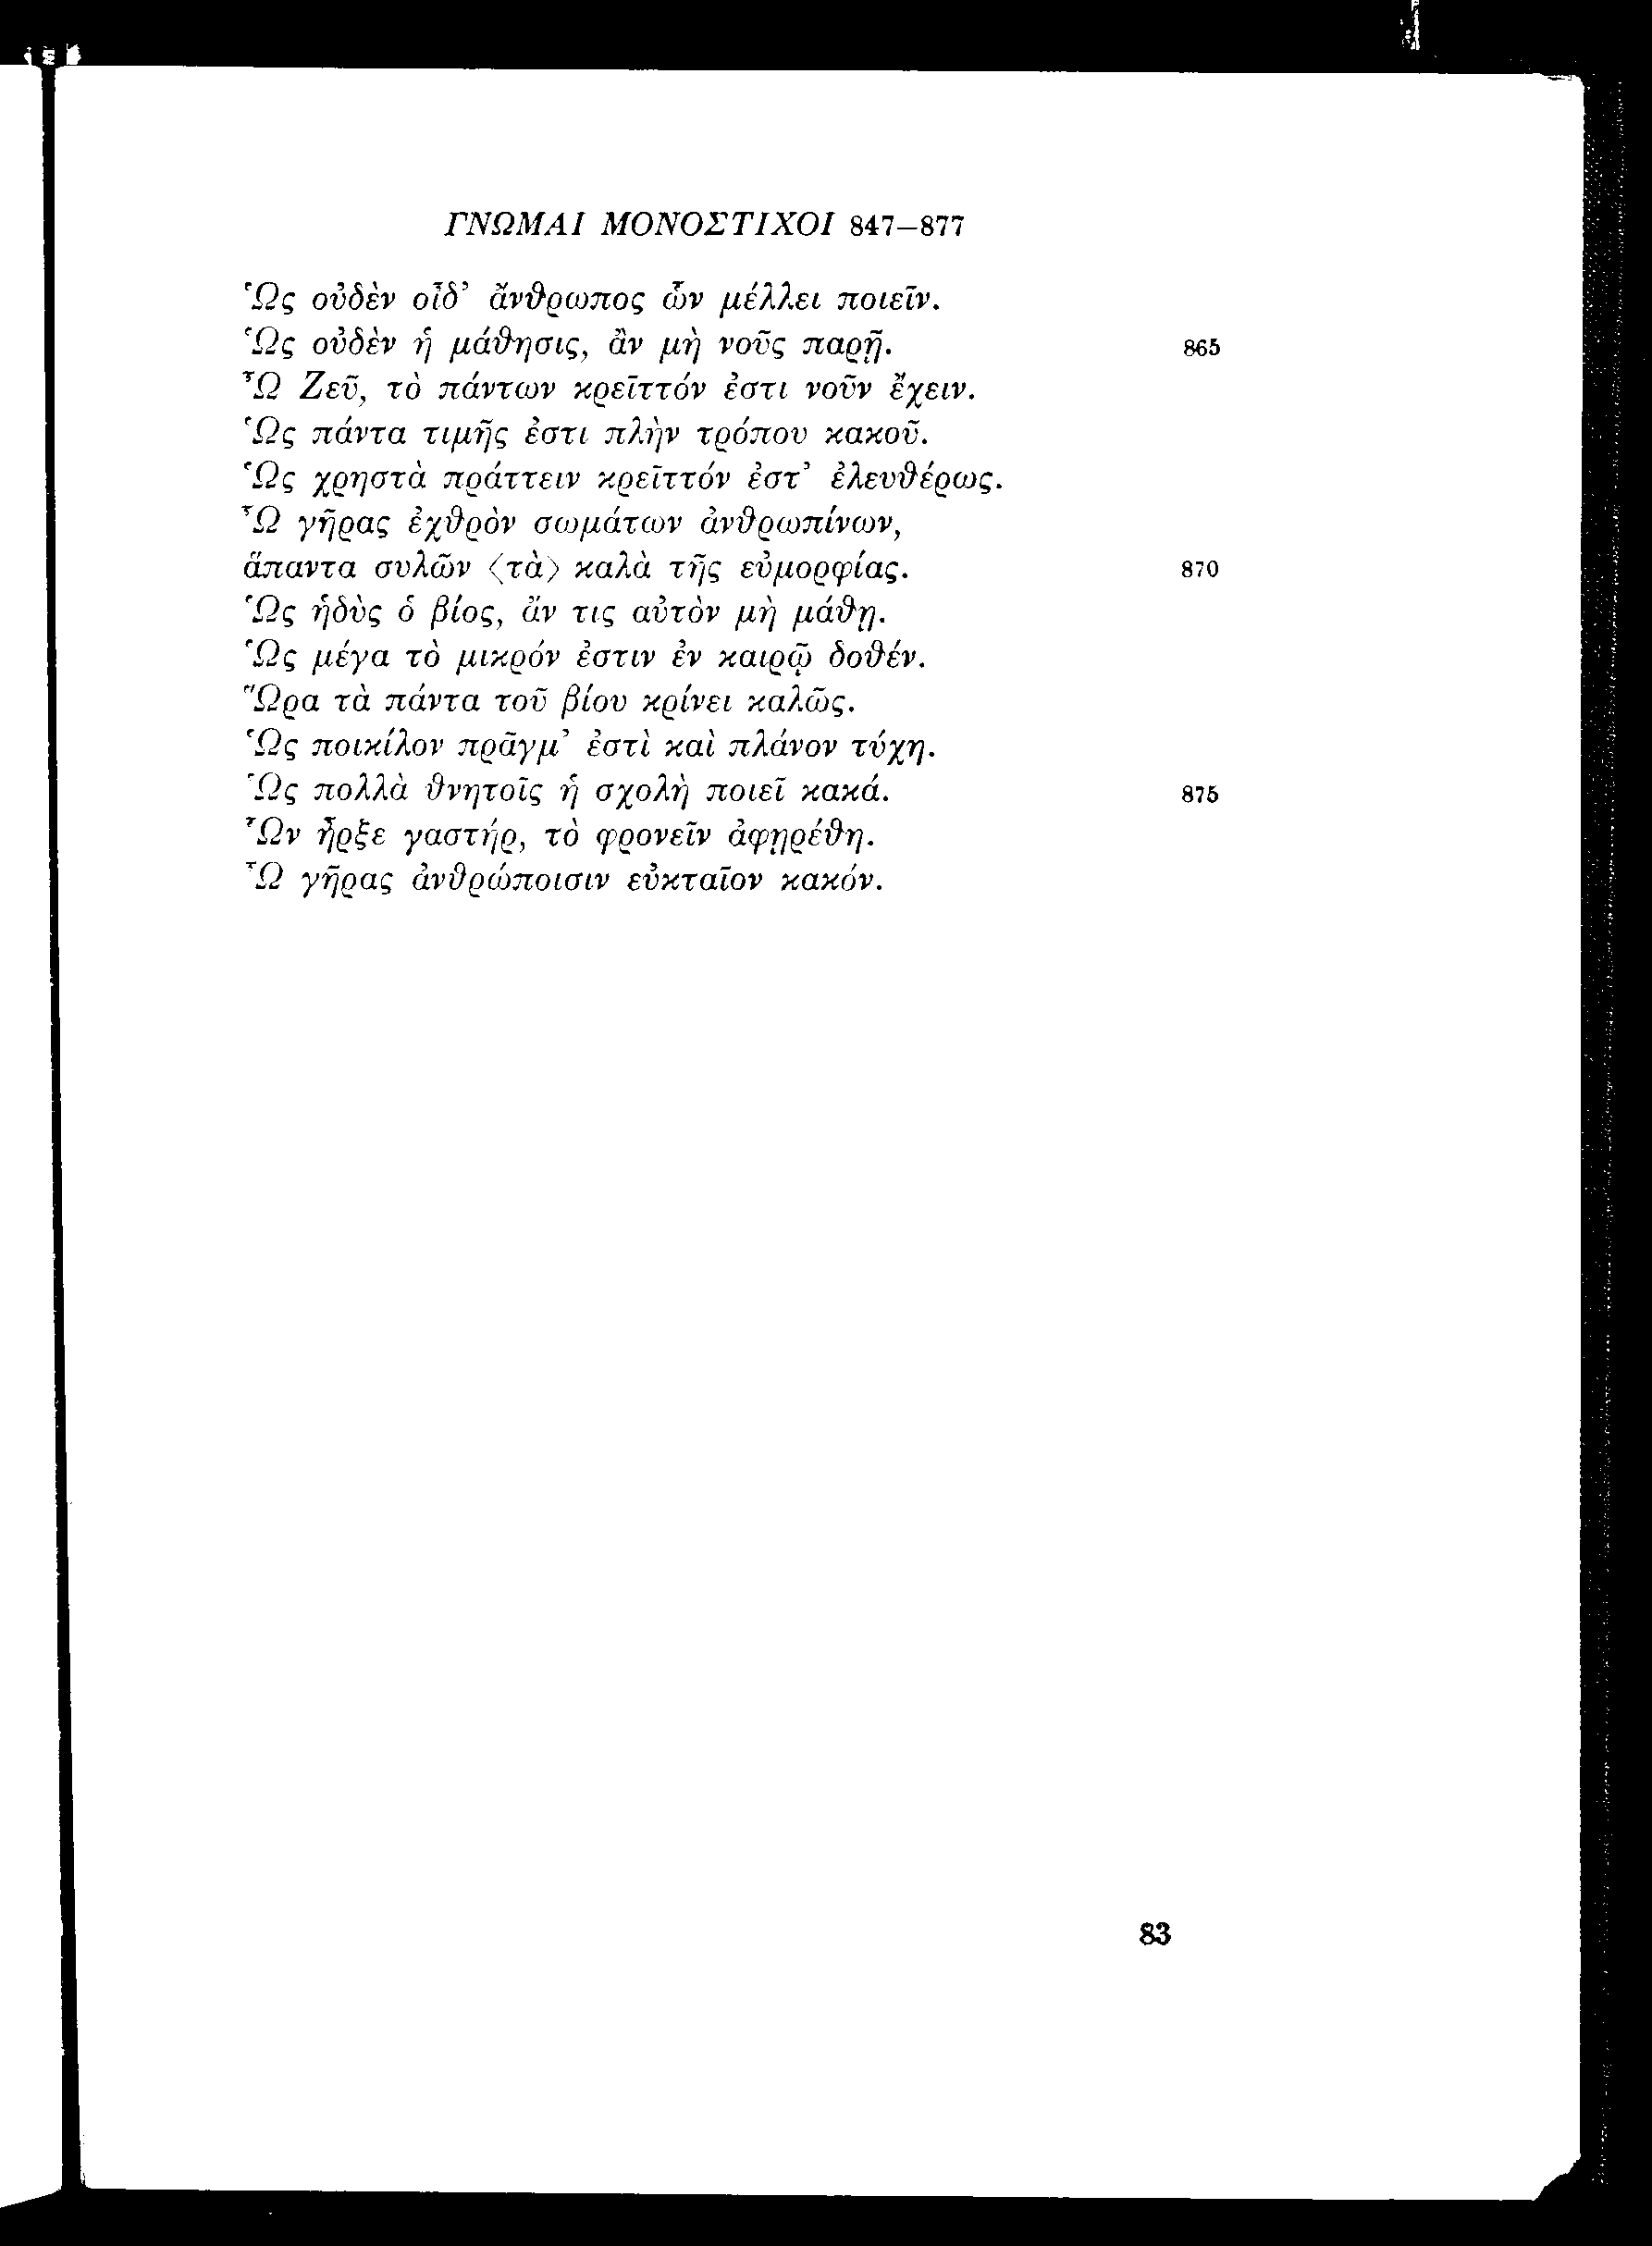 ΓΝΩΜΑΙ ΜΟΝΟΣΤΙΧΟΙ 847–877
Ὡς οὐδὲν οἶδ’ ἄνθρωπος ὧν μέλλει ποιεῖν.
Ὡς οὐδὲν ἡ μάθησις, ἂν μὴ νοῦς παρῇ. 865
Ὦ Ζεῦ, τὸ πάντων κρεῖττόν ἐστι νοῦν ἔχειν.
Ὡς πάντα τιμῆς ἐστι πλὴν τρόπου κακοῦ.
Ὡς χρηστὰ πράττειν κρεῖττόν ἐστ’ ἐλευθέρως.
Ὦ γῆρας ἐχθρὸν σωμάτων ἀνθρωπίνων,
ἅπαντα συλῶν ⟨τὰ⟩ καλὰ τῆς εὐμορφίας. 870
Ὡς ἡδὺς ὁ βίος, ἄν τις αὐτὸν μὴ μάθῃ.
Ὡς μέγα τὸ μικρόν ἐστιν ἐν καιρῷ δοθέν.
Ὥρα τὰ πάντα τοῦ βίου κρίνει καλῶς.
Ὡς ποικίλον πρᾶγμ’ ἐστὶ καὶ πλάνον τύχη.
Ὡς πολλὰ θνητοῖς ἡ σχολὴ ποιεῖ κακά. 875
Ὧν ἦρξε γαστήρ, τὸ φρονεῖν ἀφῃρέθη.
Ὦ γῆρας ἀνθρώποισιν εὐκταῖον κακόν.
83